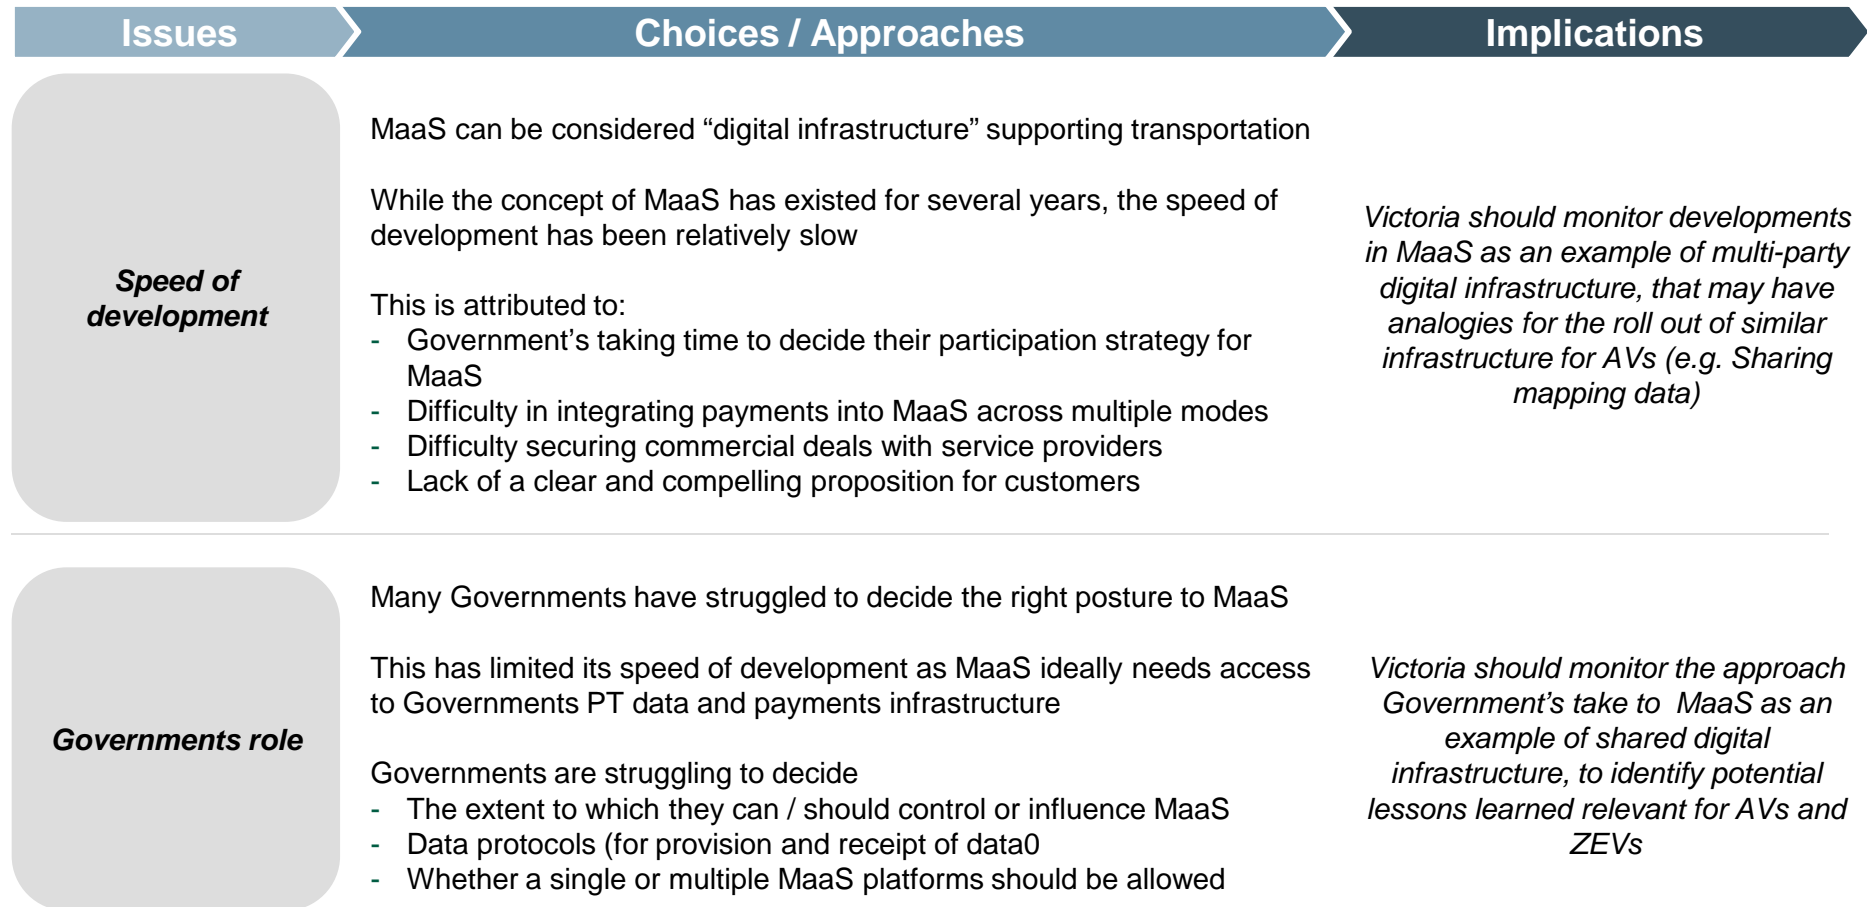 Issues
Choices / Approaches
Implications
Speed of
development
MaaS can be considered “digital infrastructure” supporting transportation
While the concept of MaaS has existed for several years, the speed of
development has been relatively slow
This is attributed to:
- Government’s taking time to decide their participation strategy for
MaaS
- Difficulty in integrating payments into MaaS across multiple modes
- Difficulty securing commercial deals with service providers
- Lack of a clear and compelling proposition for customers
Victoria should monitor developments
in MaaS as an example of multi-party
digital infrastructure, that may have
analogies for the roll out of similar
infrastructure for AVs (e.g. Sharing
mapping data)
Governments role
Many Governments have struggled to decide the right posture to MaaS
This has limited its speed of development as MaaS ideally needs access
to Governments PT data and payments infrastructure
Governments are struggling to decide
- The extent to which they can / should control or influence MaaS
- Data protocols (for provision and receipt of data0
- Whether a single or multiple MaaS platforms should be allowed
Victoria should monitor the approach
Government’s take to  MaaS as an
example of shared digital
infrastructure, to identify potential
lessons learned relevant for AVs and
ZEVs